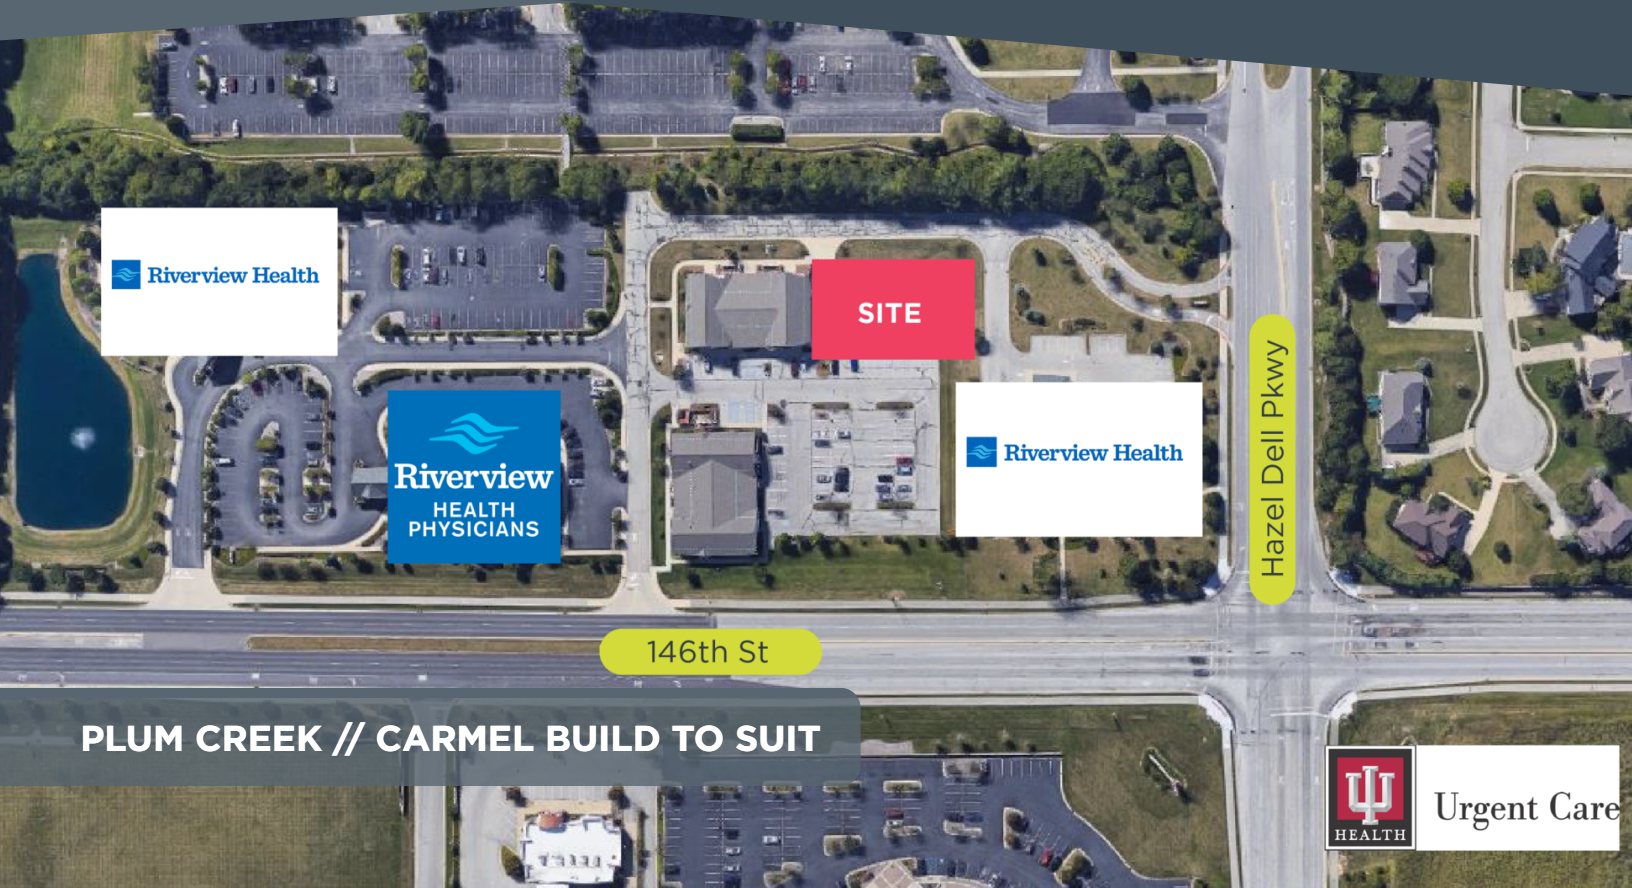 Riverview Health
SITE
Riverview
HEALTH
PHYSICIANS
Riverview Health
Hazel Dell Pkwy
146th St
PLUM CREEK // CARMEL BUILD TO SUIT
HEALTH
Urgent Care